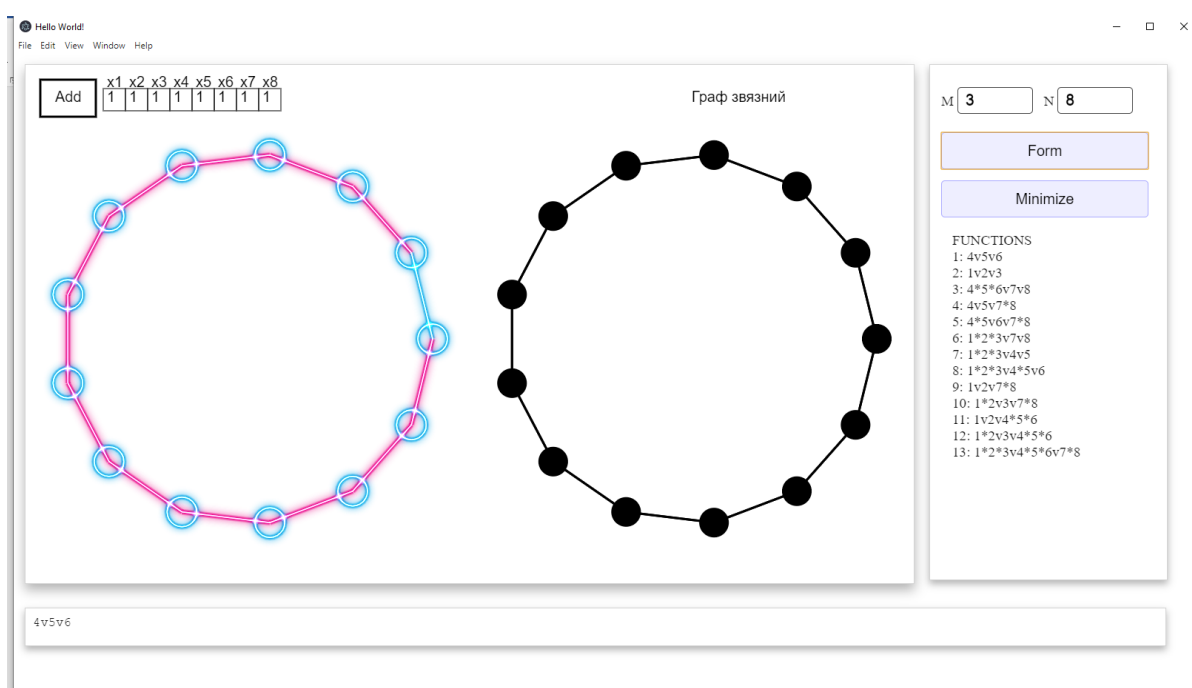 Hello World!
File Edit View Window Help
Add
x1 x2 x3 x4 x5 x6 x7 x8
1 1 1 1 1 1 1 1
Граф звязний
M 3 N 8
Form
Minimize
FUNCTIONS
1: 4v5v6
2: 1v2v3
3: 4*5*6v7v8
4: 4v5v7*8
5: 4*5v6v7*8
6: 1*2*3v7v8
7: 1*2*3v4v5
8: 1*2*3v4*5v6
9: 1v2v7*8
10: 1*2v3v7*8
11: 1v2v4*5*6
12: 1*2v3v4*5*6
13: 1*2*3v4*5*6v7*8
4v5v6